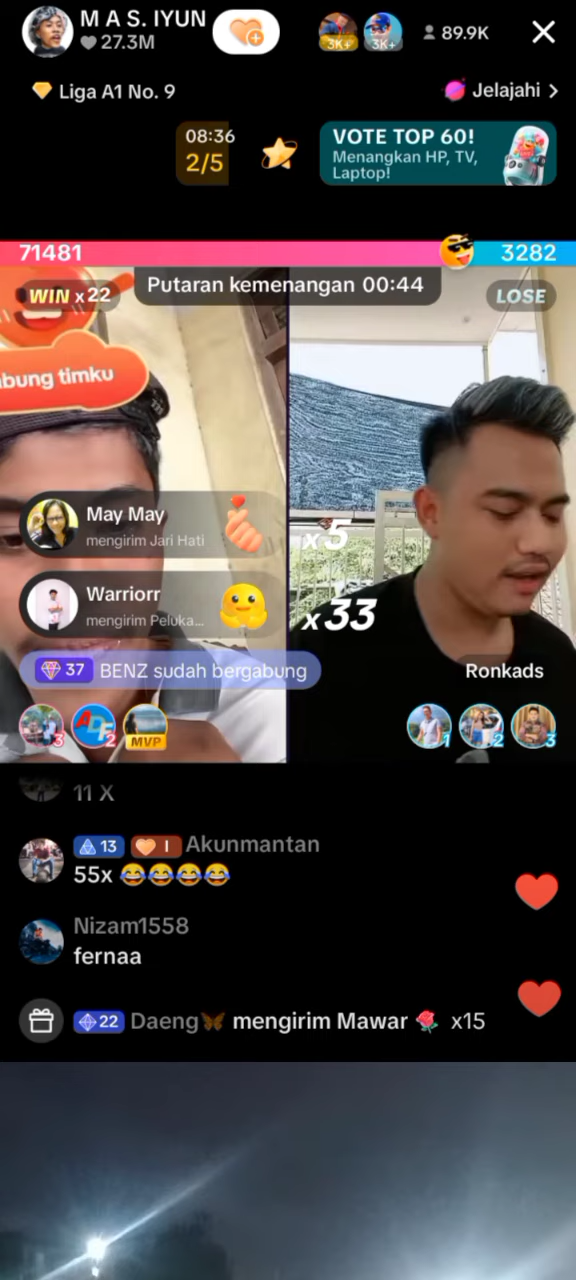 M A S. IYUN
27.3M
3K+
3K+
89.9K
Liga A1 No. 9
Jelajahi
08:36
2/5
VOTE TOP 60!
Menangkan HP, TV,
Laptop!
71481
3282
WIN x22
Putaran kemenangan 00:44
LOSE
bung timku
May May
mengirim Jari Hati
x5
Warriorr
mengirim Peluka...
x33
37 BENZ sudah bergabung
Ronkads
3
ADF
2
MVP
1
2
3
11 X
13 I Akunmantan
55x 😂😂😂😂
Nizam1558
fernaa
22 Daeng🦋 mengirim Mawar 🌹 x15